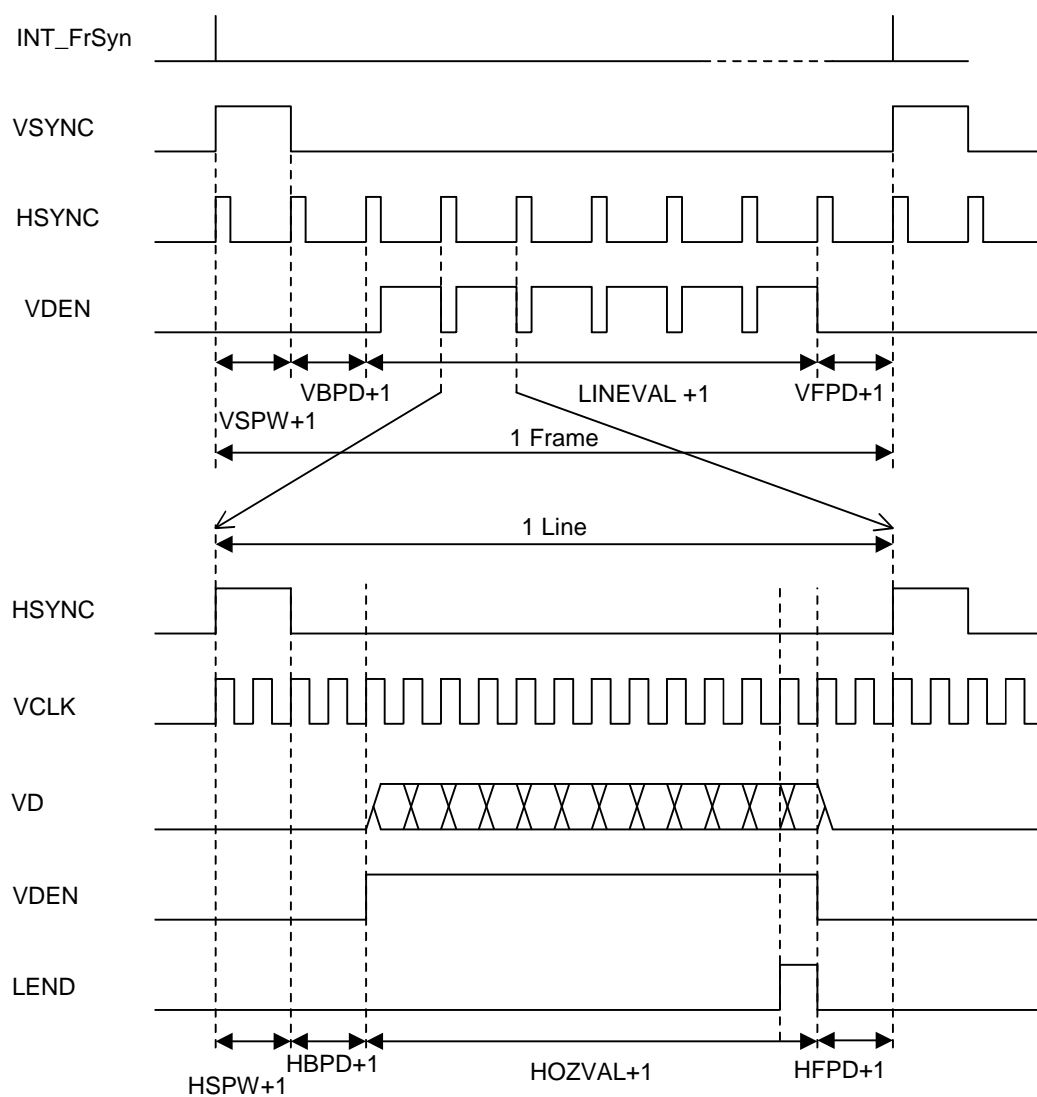 INT_FrSyn
VSYNC
HSYNC
VDEN
VBPD+1
LINEVAL +1
VFPD+1
VSPW+1
1 Frame
1 Line
HSYNC
VCLK
VD
VDEN
LEND
HBPD+1
HOZVAL+1
HFPD+1
HSPW+1